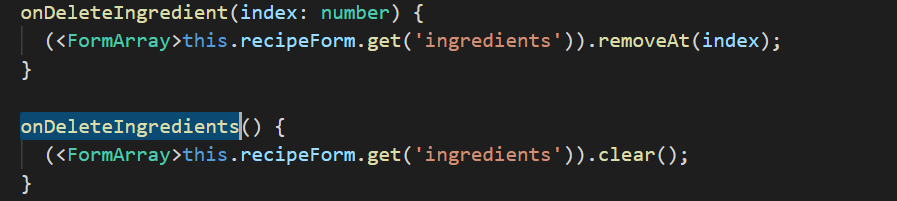 onDeleteIngredient(index: number) {
(<FormArray>this.recipeForm.get('ingredients')).removeAt(index);
}
onDeleteIngredients() {
(<FormArray>this.recipeForm.get('ingredients')).clear();
}